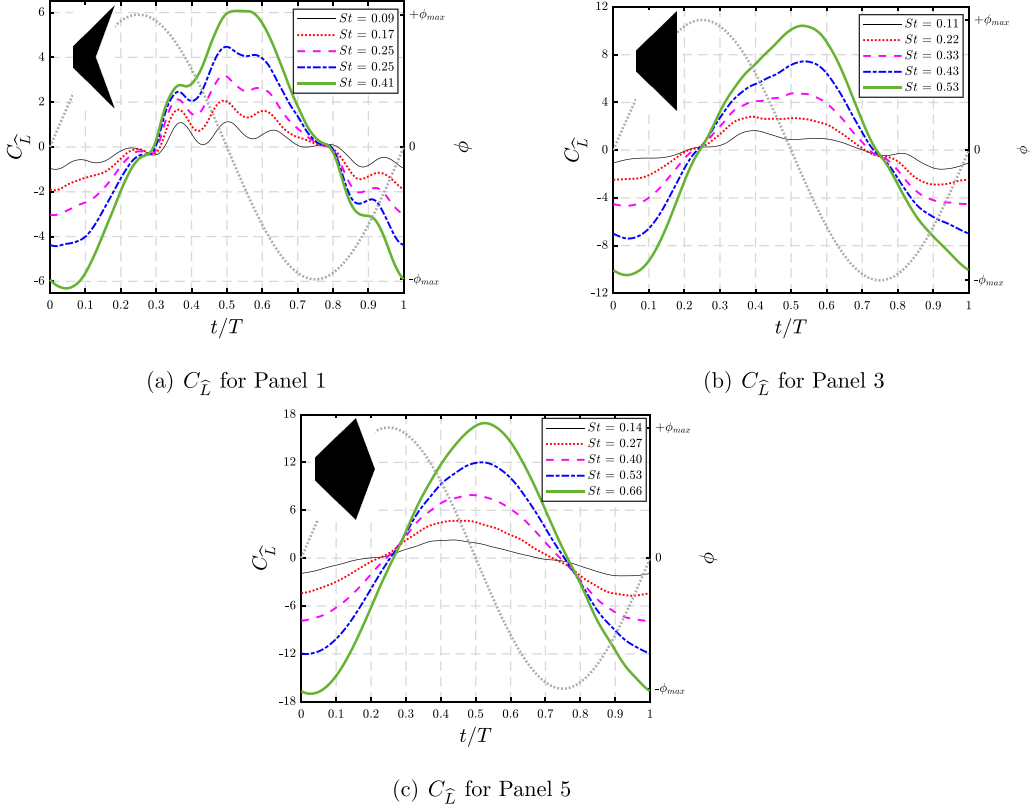 6
4
2
0
-2
-4
-6
C_L̂
0 0.1 0.2 0.3 0.4 0.5 0.6 0.7 0.8 0.9 1
t/T
+ϕmax
0
-ϕmax
ϕ
St = 0.09
St = 0.17
St = 0.25
St = 0.25
St = 0.41
(a) C_L̂ for Panel 1
12
8
4
0
-4
-8
-12
C_L̂
0 0.1 0.2 0.3 0.4 0.5 0.6 0.7 0.8 0.9 1
t/T
+ϕmax
0
-ϕmax
ϕ
St = 0.11
St = 0.22
St = 0.33
St = 0.43
St = 0.53
(b) C_L̂ for Panel 3
18
12
6
0
-6
-12
-18
C_L̂
0 0.1 0.2 0.3 0.4 0.5 0.6 0.7 0.8 0.9 1
t/T
+ϕmax
0
-ϕmax
ϕ
St = 0.14
St = 0.27
St = 0.40
St = 0.53
St = 0.66
(c) C_L̂ for Panel 5